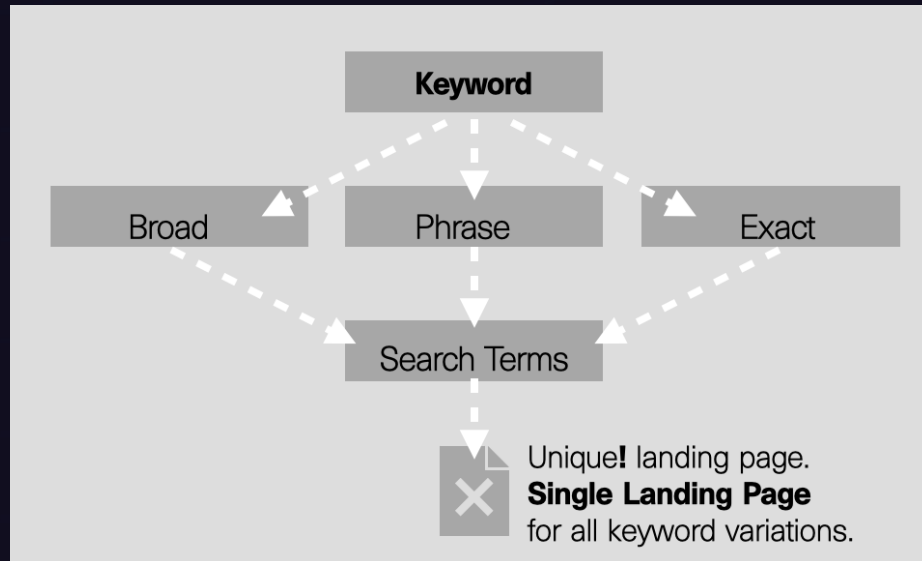 Keyword
Broad
Phrase
Exact
Search Terms
Unique! landing page.
Single Landing Page
for all keyword variations.